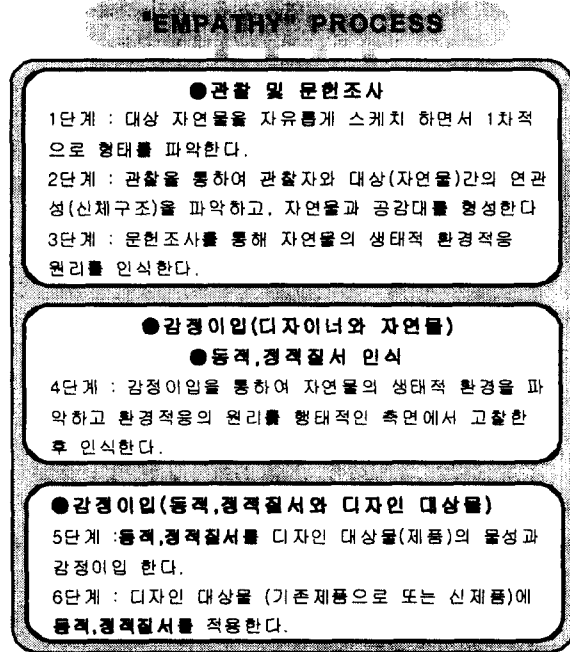 "EMPATHY" PROCESS
●관찰 및 문헌조사
1단계 : 대상 자연물을 자유롭게 스케치 하면서 1차적
으로 형태를 파악한다.
2단계 : 관찰을 통하여 관찰자와 대상(자연물)간의 연관
성(신체구조)을 파악하고, 자연물과 공감대를 형성한다
3단계 : 문헌조사를 통해 자연물의 생태적 환경적응
원리를 인식한다.
●감정이입(디자이너와 자연물)
●동적,정적질서 인식
4단계 : 감정이입을 통하여 자연물의 생태적 환경을 파
악하고 환경적응의 원리를 행태적인 측면에서 고찰한
후 인식한다.
●감정이입(동적,정적질서와 디자인 대상물)
5단계 :동적,정적질서를 디자인 대상물(제품)의 물성과
감정이입 한다.
6단계 : 디자인 대상물 (기존제품으로 또는 신제품)에
동적,정적질서를 적용한다.